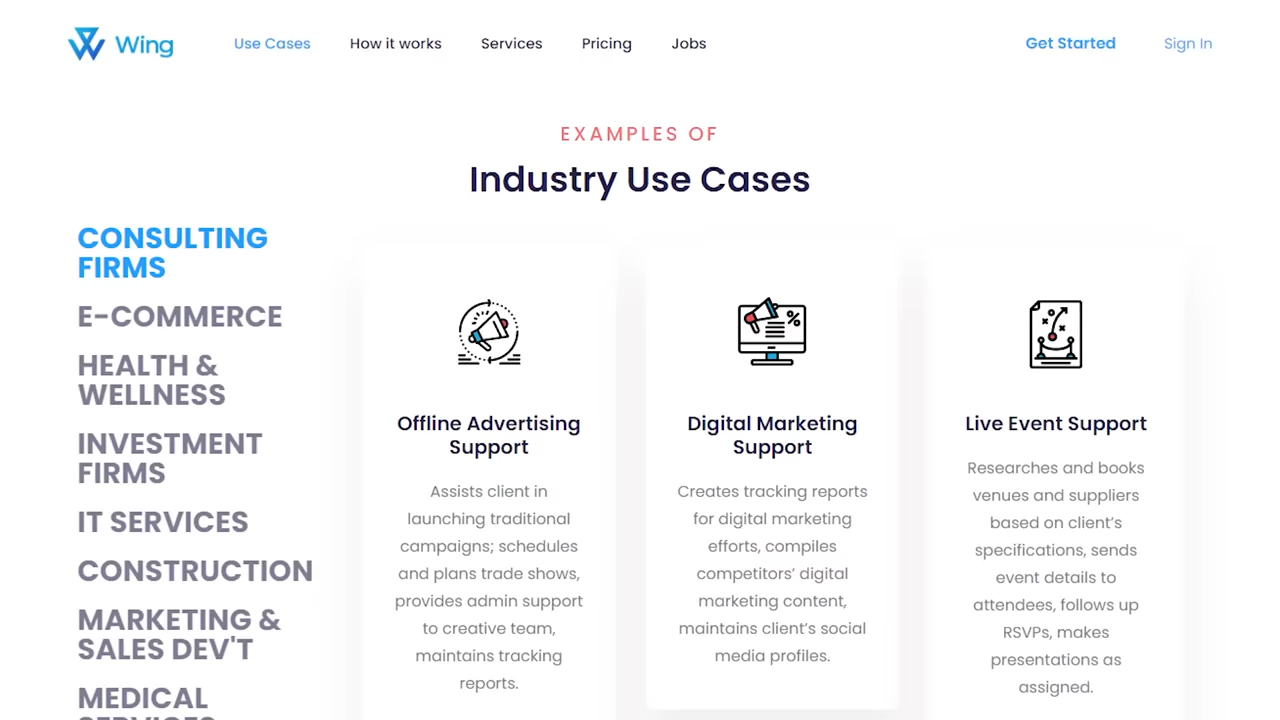 Wing
Use Cases
How it works
Services
Pricing
Jobs
Get Started
Sign In
EXAMPLES OF
Industry Use Cases
CONSULTING
FIRMS
E-COMMERCE
HEALTH &
WELLNESS
INVESTMENT
FIRMS
IT SERVICES
CONSTRUCTION
MARKETING &
SALES DEV'T
MEDICAL
SERVICES
Offline Advertising
Support
Assists client in
launching traditional
campaigns; schedules
and plans trade shows,
provides admin support
to creative team,
maintains tracking
reports.
Digital Marketing
Support
Creates tracking reports
for digital marketing
efforts, compiles
competitors’ digital
marketing content,
maintains client’s social
media profiles.
Live Event Support
Researches and books
venues and suppliers
based on client’s
specifications, sends
event details to
attendees, follows up
RSVPs, makes
presentations as
assigned.